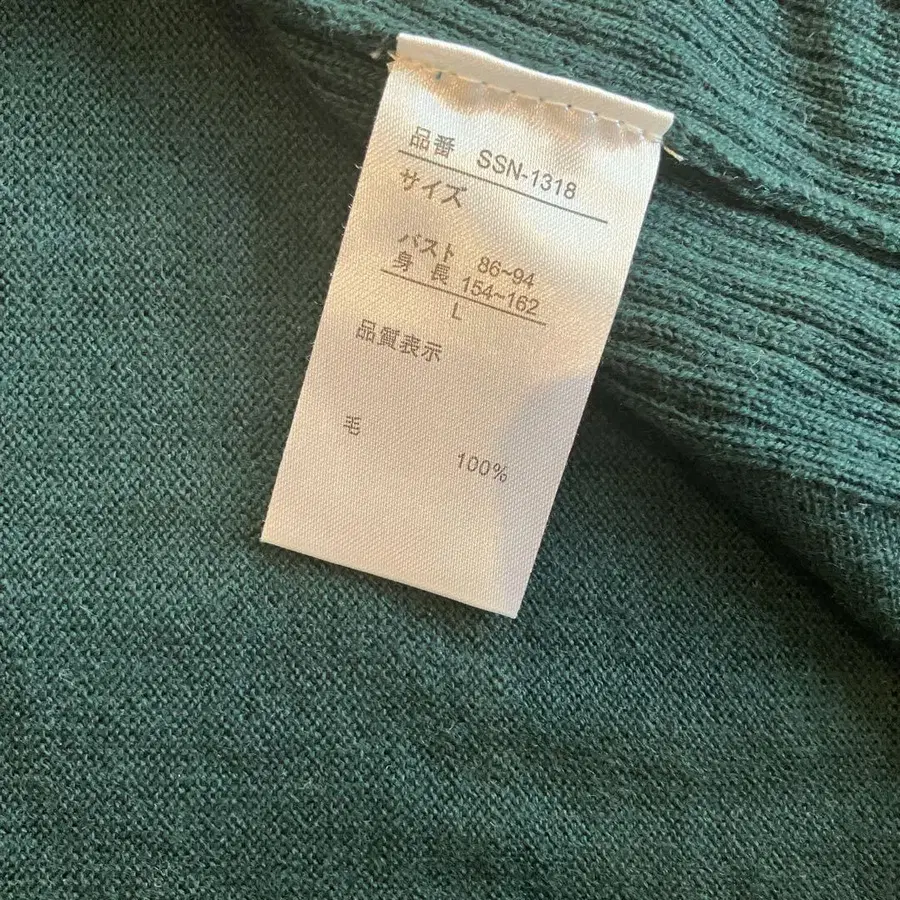 品番 SSN-1318
サイズ
バスト 86~94
身長 154~162
L
品質表示
毛
100%